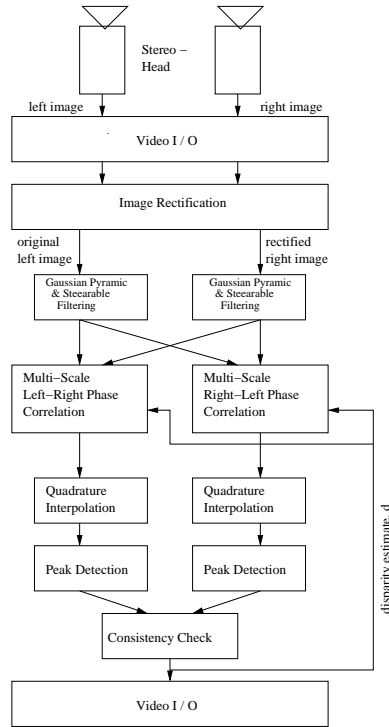 Stereo –
Head
left image
right image
Video I / O
Image Rectification
original
left image
rectified
right image
Gaussian Pyramic
& Steearable
Filtering
Gaussian Pyramic
& Steearable
Filtering
Multi–Scale
Left–Right Phase
Correlation
Multi–Scale
Right–Left Phase
Correlation
Quadrature
Interpolation
Quadrature
Interpolation
disparity estimate, d
Peak Detection
Peak Detection
Consistency Check
Video I / O